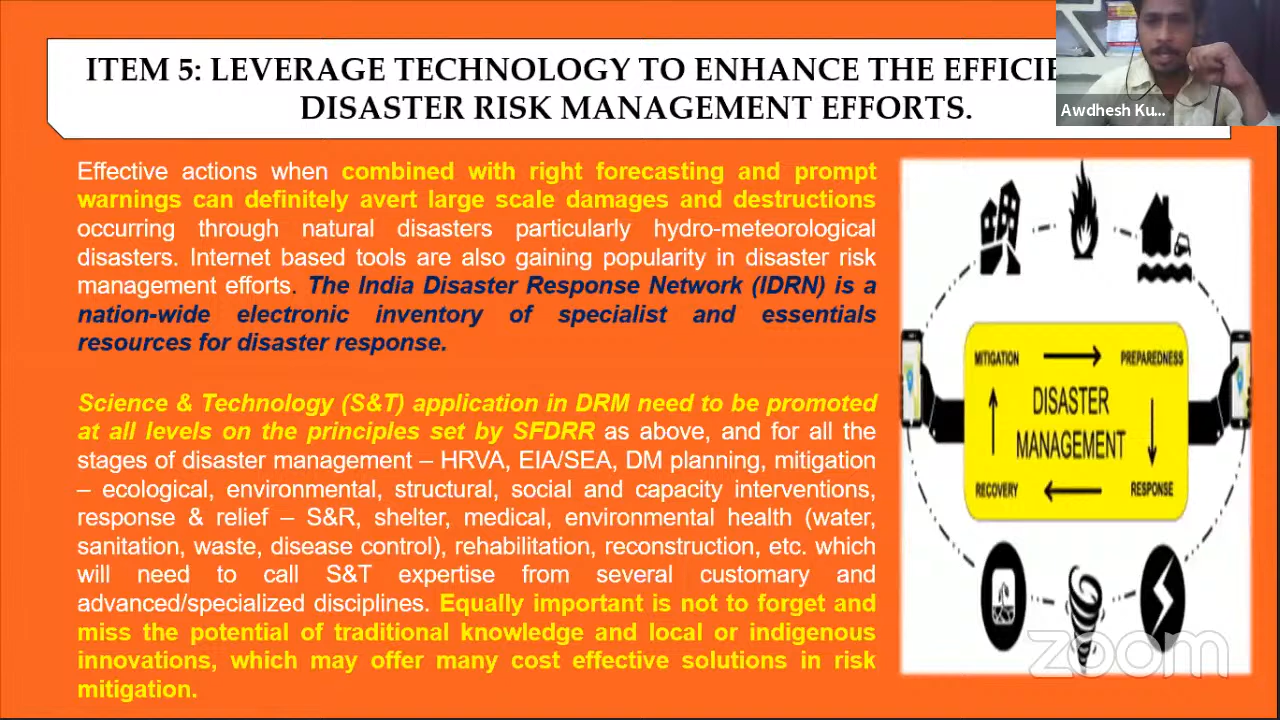 ITEM 5: LEVERAGE TECHNOLOGY TO ENHANCE THE
DISASTER RISK MANAGEMENT EFFORTS.
Awdhesh Ku...
Effective actions when combined with right forecasting and prompt
warnings can definitely avert large scale damages and destructions
occurring through natural disasters particularly hydro-meteorological
disasters. Internet based tools are also gaining popularity in disaster risk
management efforts. The India Disaster Response Network (IDRN) is a
nation-wide electronic inventory of specialist and essentials
resources for disaster response.
Science & Technology (S&T) application in DRM need to be promoted
at all levels on the principles set by SFDRR as above, and for all the
stages of disaster management – HRVA, EIA/SEA, DM planning, mitigation
– ecological, environmental, structural, social and capacity interventions,
response & relief – S&R, shelter, medical, environmental health (water,
sanitation, waste, disease control), rehabilitation, reconstruction, etc. which
will need to call S&T expertise from several customary and
advanced/specialized disciplines. Equally important is not to forget and
miss the potential of traditional knowledge and local or indigenous
innovations, which may offer many cost effective solutions in risk
mitigation.
MITIGATION PREPAREDNESS
DISASTER
MANAGEMENT
RECOVERY RESPONSE
zoom